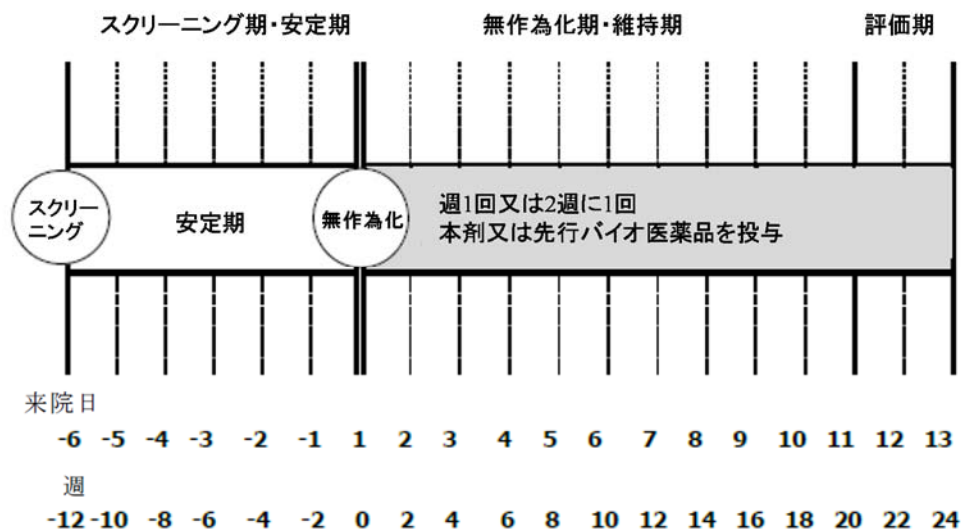 スクリーニング期・安定期 無作為化期・維持期 評価期
スクリー
ニング
安定期
無作為化
週1回又は2週に1回
本剤又は先行バイオ医薬品を投与
来院日
-6 -5 -4 -3 -2 -1 1 2 3 4 5 6 7 8 9 10 11 12 13
週
-12 -10 -8 -6 -4 -2 0 2 4 6 8 10 12 14 16 18 20 22 24